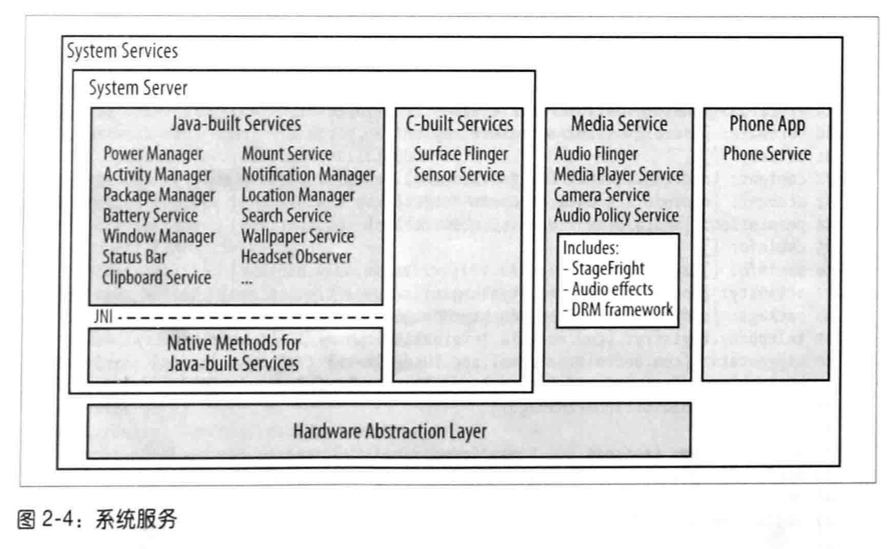 System Services
System Server
Java-built Services
Power Manager
Activity Manager
Package Manager
Battery Service
Window Manager
Status Bar
Clipboard Service
Mount Service
Notification Manager
Location Manager
Search Service
Wallpaper Service
Headset Observer
...
JNI
Native Methods for
Java-built Services
C-built Services
Surface Flinger
Sensor Service
Media Service
Audio Flinger
Media Player Service
Camera Service
Audio Policy Service
Includes:
- StageFright
- Audio effects
- DRM framework
Phone App
Phone Service
Hardware Abstraction Layer
图 2-4：系统服务